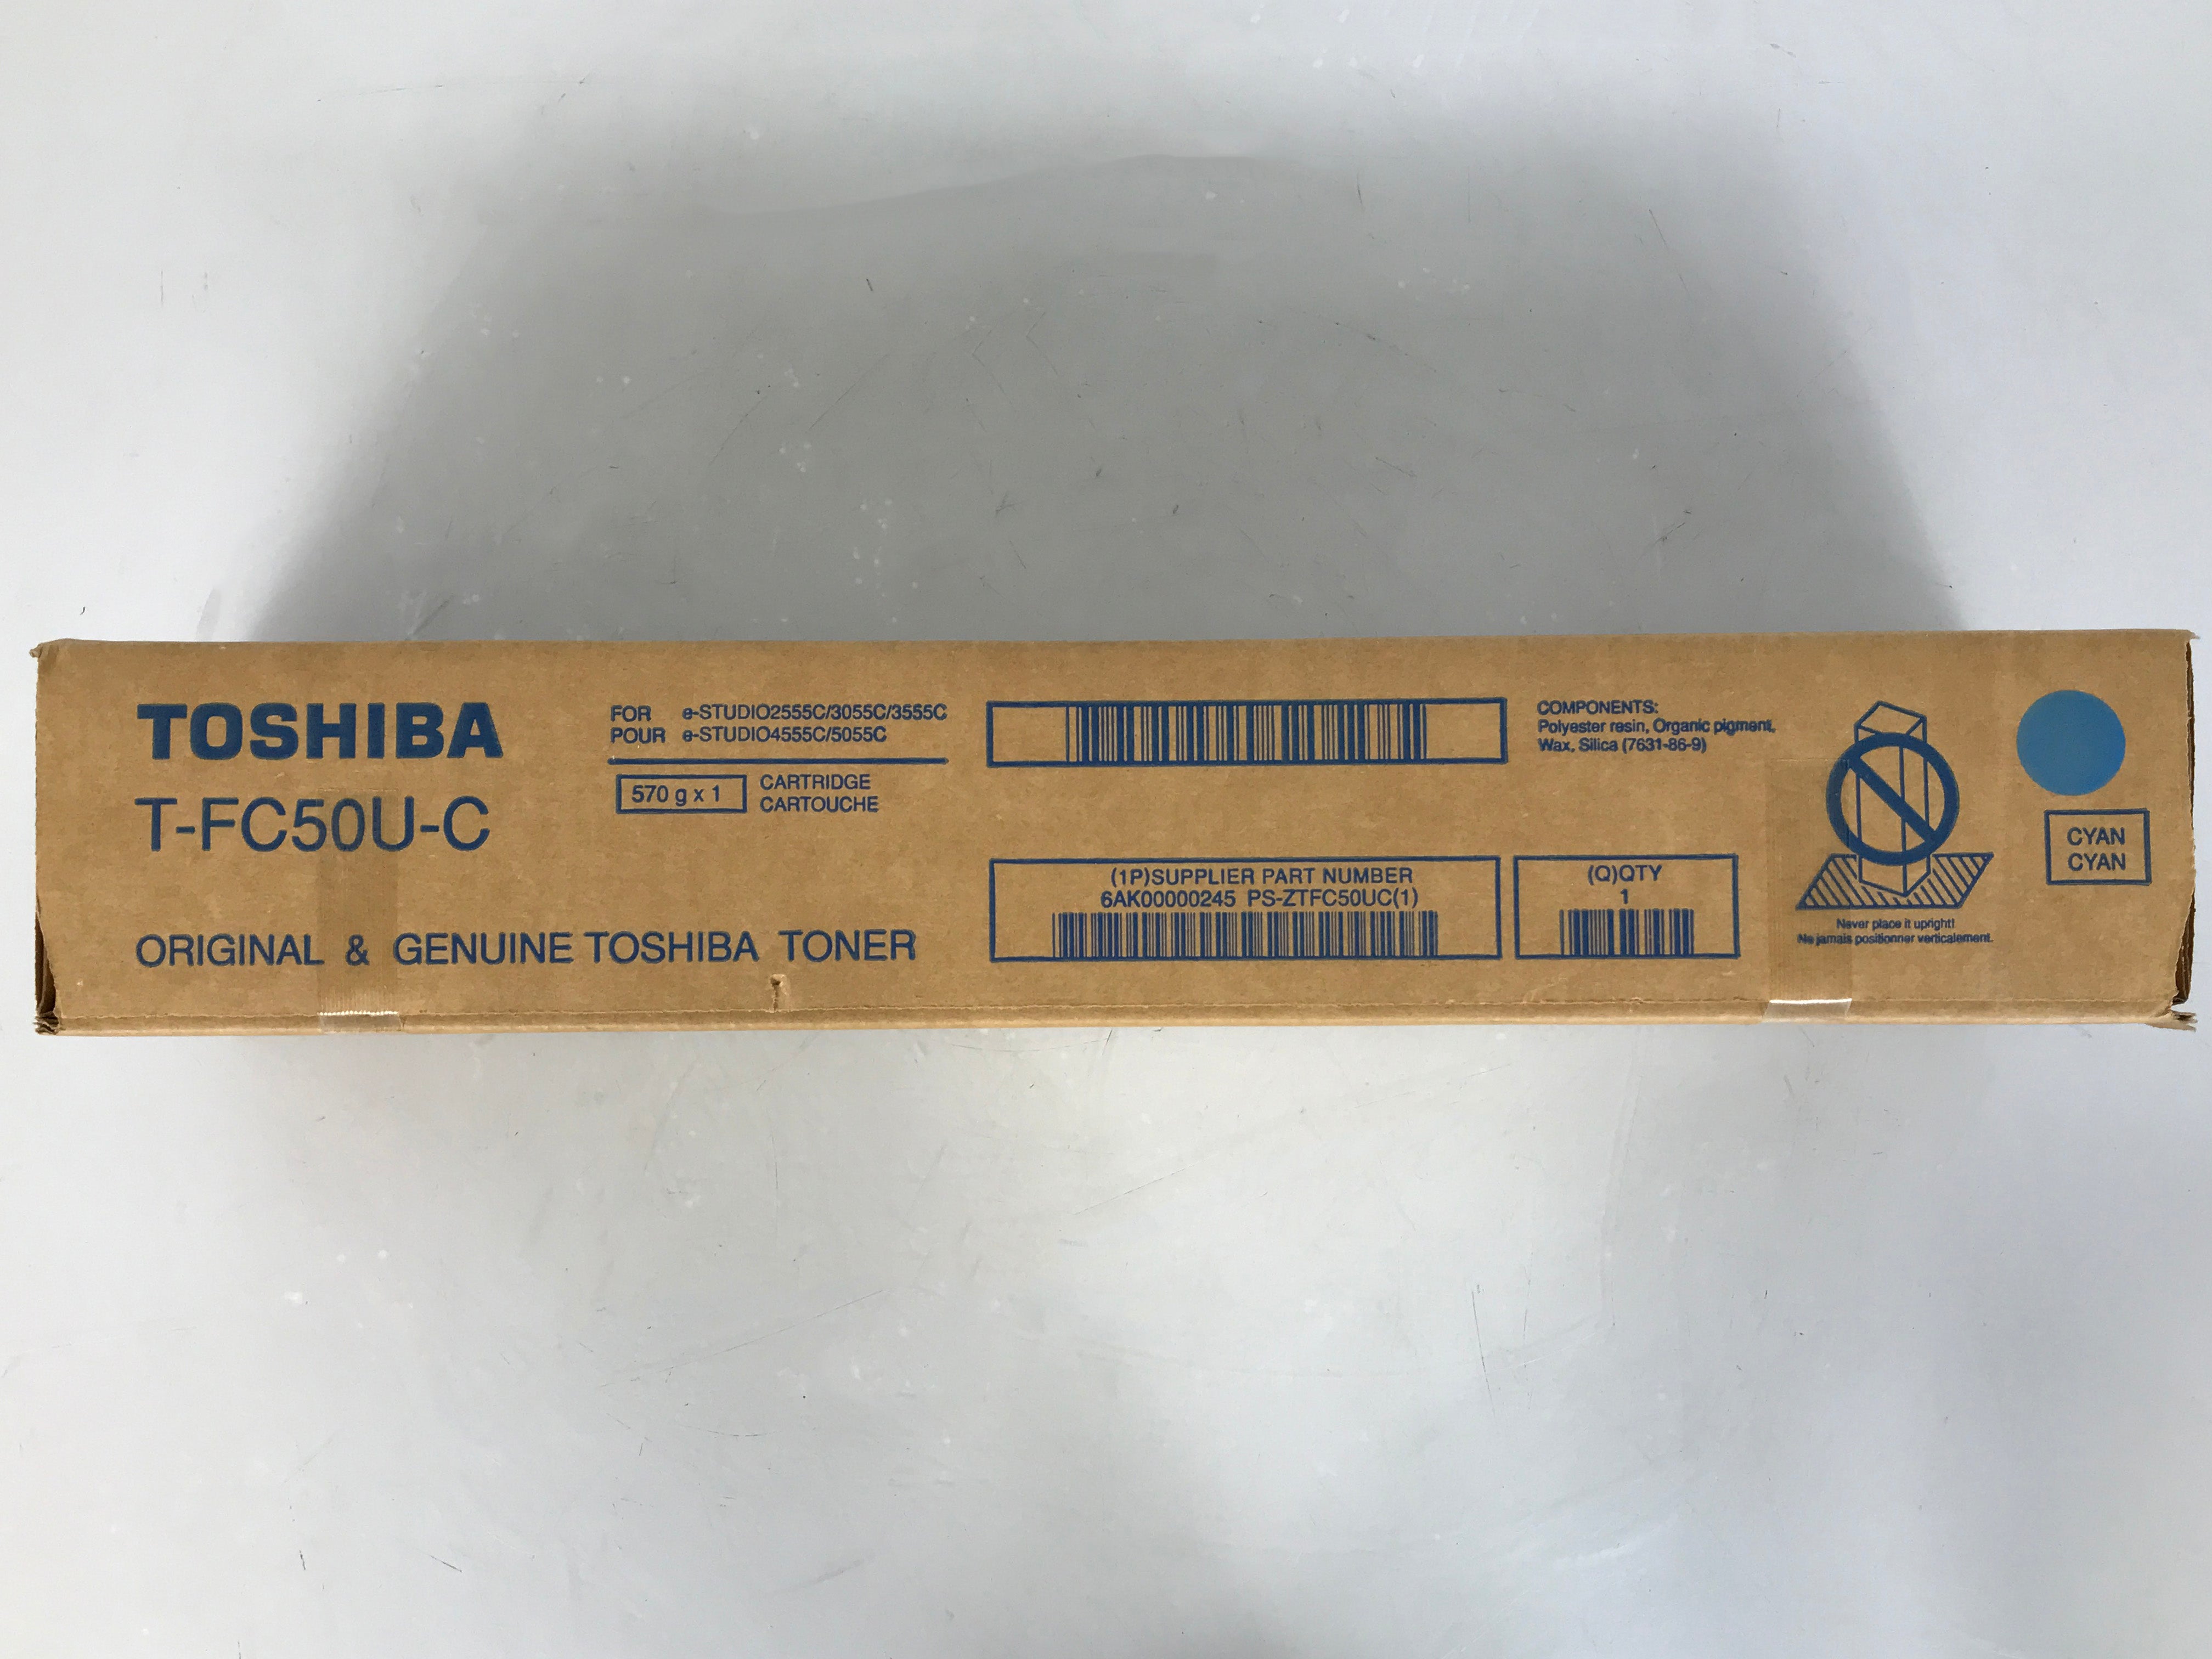 TOSHIBA
T-FC50U-C
ORIGINAL & GENUINE TOSHIBA TONER
FOR e-STUDIO2555C/3055C/3555C
POUR e-STUDIO4555C/5055C
570 g x 1
CARTRIDGE
CARTOUCHE
(1P)SUPPLIER PART NUMBER
6AK00000245 PS-ZTFC50UC(1)
(Q)QTY
1
COMPONENTS:
Polyester resin, Organic pigment,
Wax, Silica (7631-86-9)
Never place it upright!
Ne jamais positionner verticalement.
CYAN
CYAN